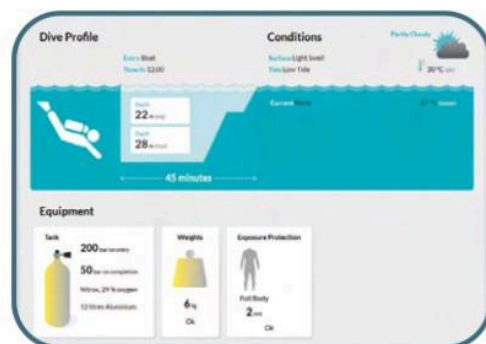 Dive Profile
Conditions
Partly Cloudy
Entry Boat
Time In 12:00
Surface Light Swell
Tide Low Tide
30 °C
Depth
22 m
Current None
Depth
28 m
45 minutes
Equipment
Tank
200 bar on entry
50 bar on completion
Nitrox, 29 % oxygen
12 litres Aluminium
Weights
6 kg
Ok
Exposure Protection
Full Body
2 mm
Ok